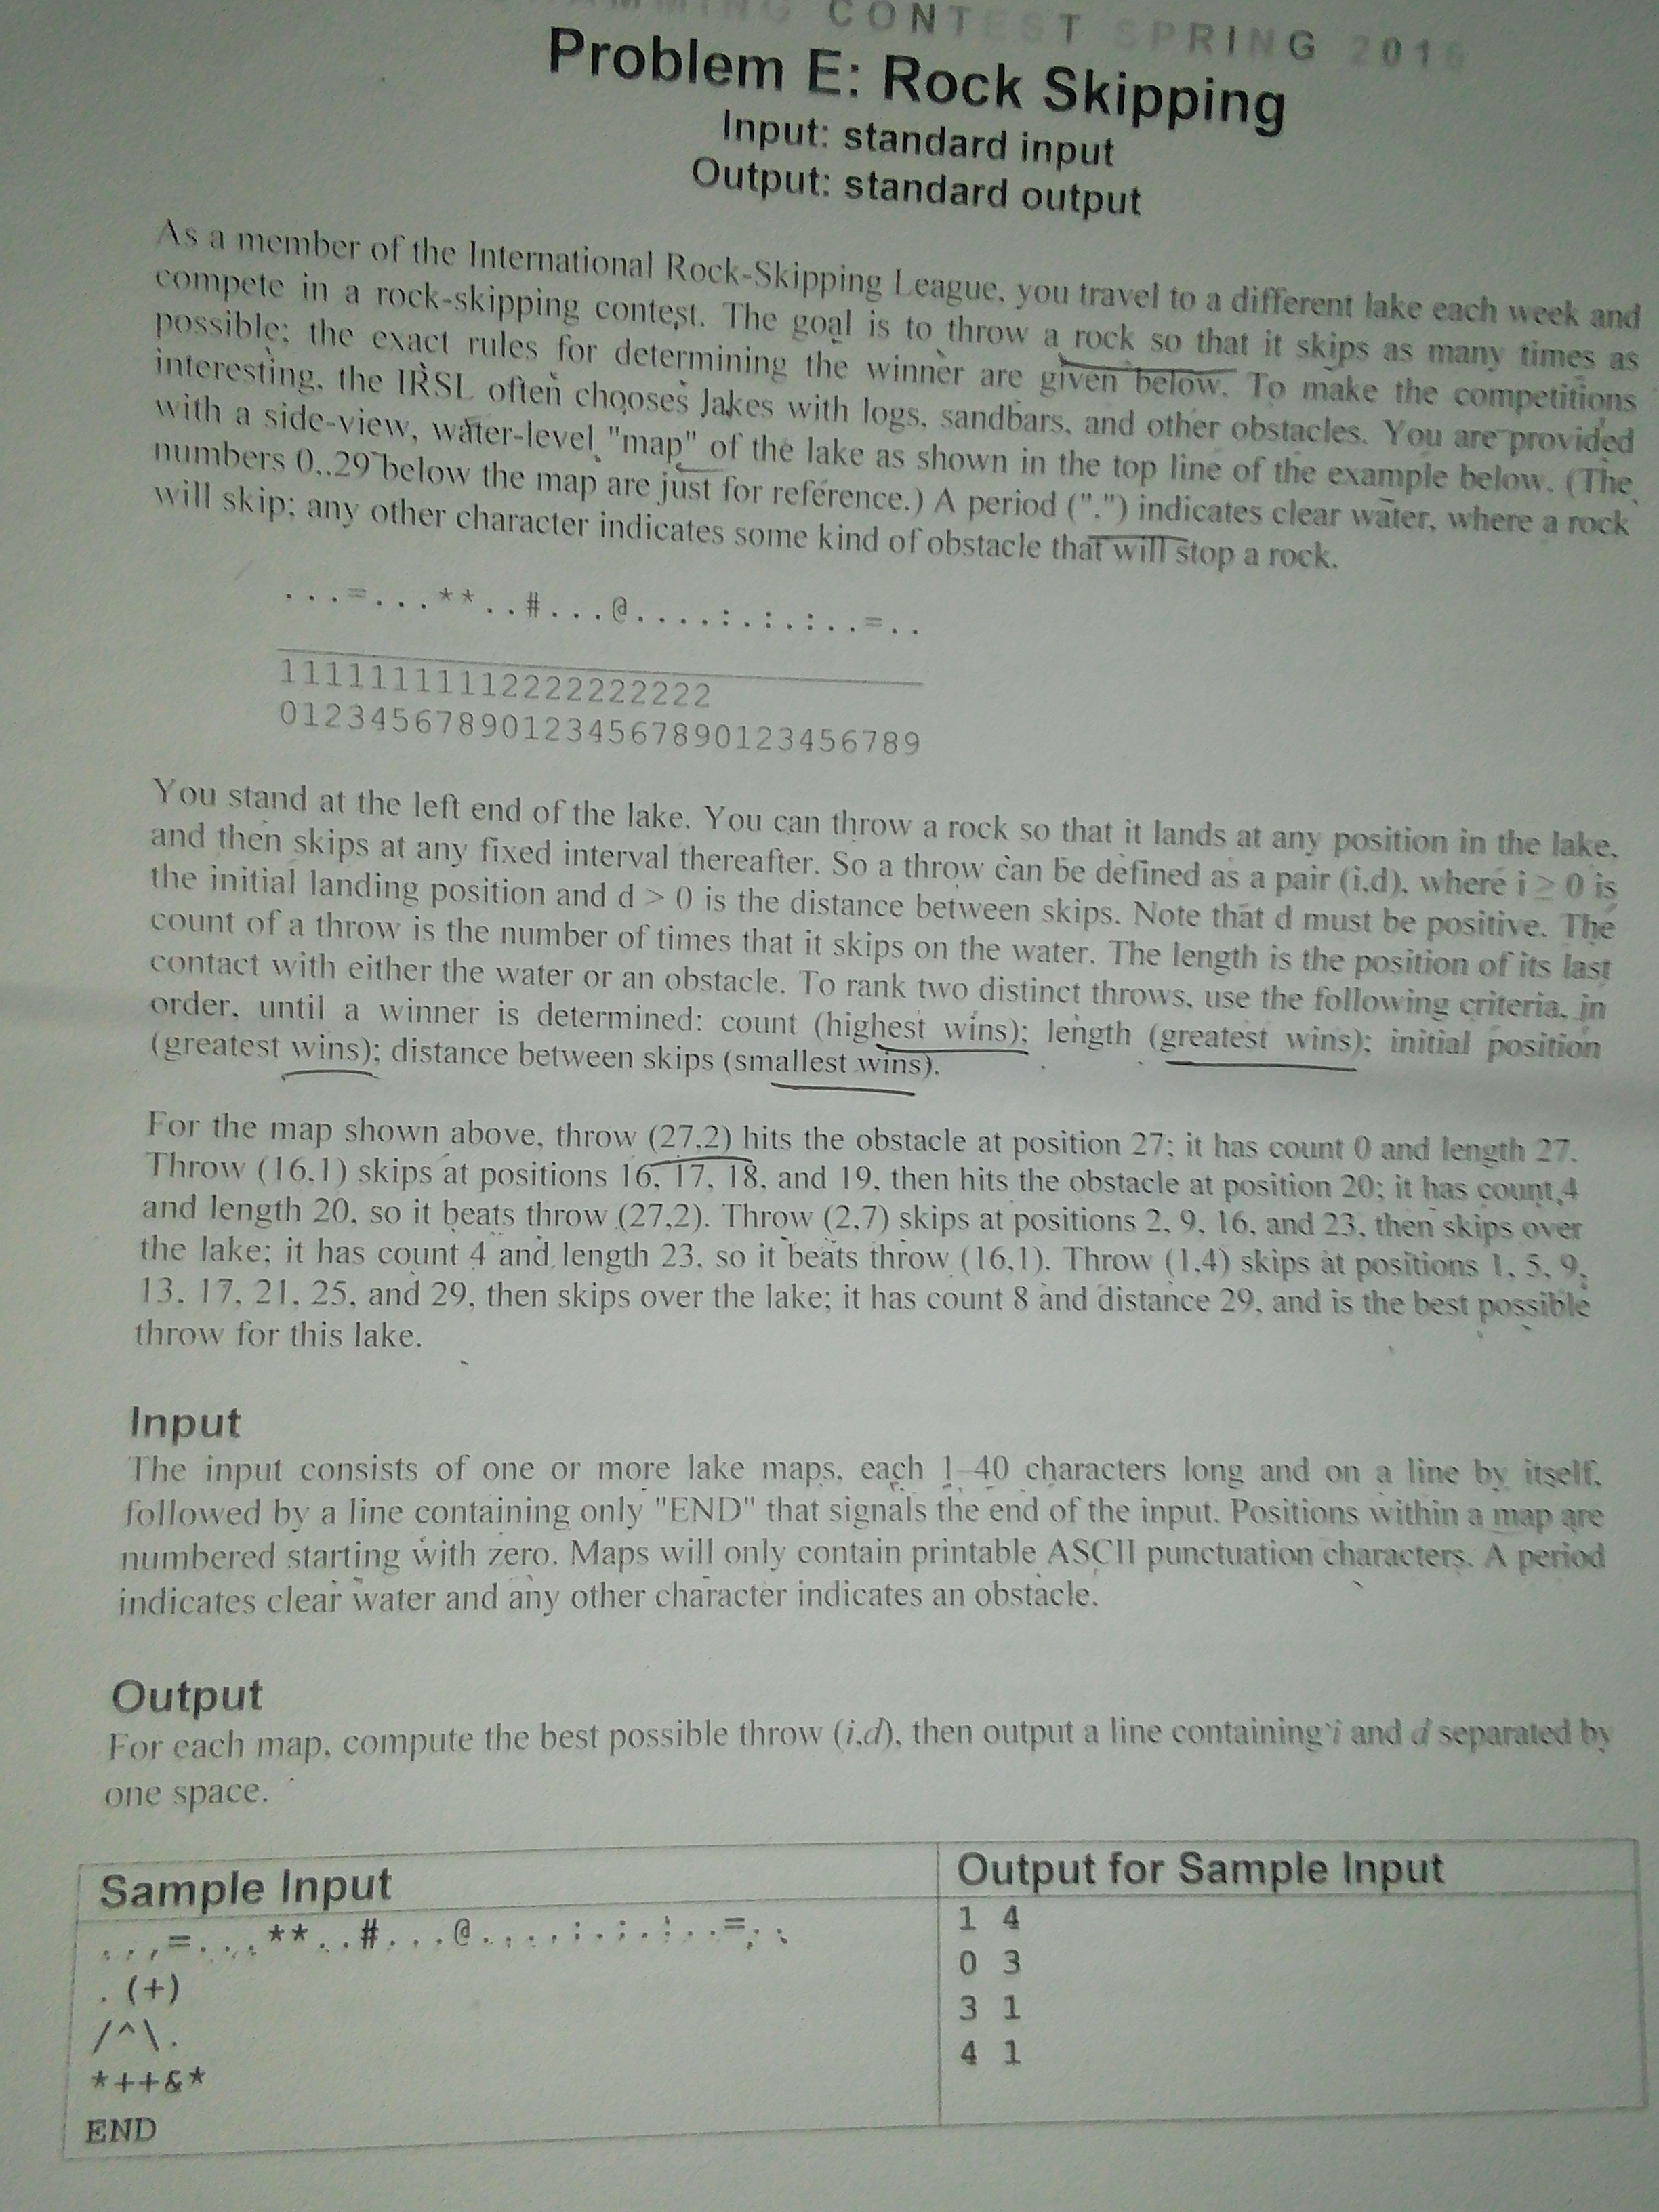 CONTEST SPRING 2016
Problem E: Rock Skipping
Input: standard input
Output: standard output
As a member of the International Rock-Skipping League, you travel to a different lake each week and
compete in a rock-skipping contest. The goal is to throw a rock so that it skips as many times as
possible; the exact rules for determining the winner are given below. To make the competitions
interesting, the IRSL often chooses lakes with logs, sandbars, and other obstacles. You are provided
with a side-view, water-level "map" of the lake as shown in the top line of the example below. (The
numbers 0..29 below the map are just for reference.) A period (".") indicates clear water, where a rock
will skip; any other character indicates some kind of obstacle that will stop a rock.
...=...**..#...@....:.:.:..=..
11111111112222222222
012345678901234567890123456789
You stand at the left end of the lake. You can throw a rock so that it lands at any position in the lake,
and then skips at any fixed interval thereafter. So a throw can be defined as a pair (i,d), where i ≥ 0 is
the initial landing position and d > 0 is the distance between skips. Note that d must be positive. The
count of a throw is the number of times that it skips on the water. The length is the position of its last
contact with either the water or an obstacle. To rank two distinct throws, use the following criteria, in
order, until a winner is determined: count (highest wins); length (greatest wins); initial position
(greatest wins); distance between skips (smallest wins).
For the map shown above, throw (27,2) hits the obstacle at position 27; it has count 0 and length 27.
Throw (16,1) skips at positions 16, 17, 18, and 19, then hits the obstacle at position 20; it has count 4
and length 20, so it beats throw (27,2). Throw (2,7) skips at positions 2, 9, 16, and 23, then skips over
the lake; it has count 4 and length 23, so it beats throw (16,1). Throw (1,4) skips at positions 1, 5, 9,
13, 17, 21, 25, and 29, then skips over the lake; it has count 8 and distance 29, and is the best possible
throw for this lake.
Input
The input consists of one or more lake maps, each 1–40 characters long and on a line by itself,
followed by a line containing only "END" that signals the end of the input. Positions within a map are
numbered starting with zero. Maps will only contain printable ASCII punctuation characters. A period
indicates clear water and any other character indicates an obstacle.
Output
For each map, compute the best possible throw (i,d), then output a line containing i and d separated by
one space.
Sample Input
...=...**..#...@....:.:.:..=..
.(+)
/^\.
*++&*
END
Output for Sample Input
1 4
0 3
3 1
4 1